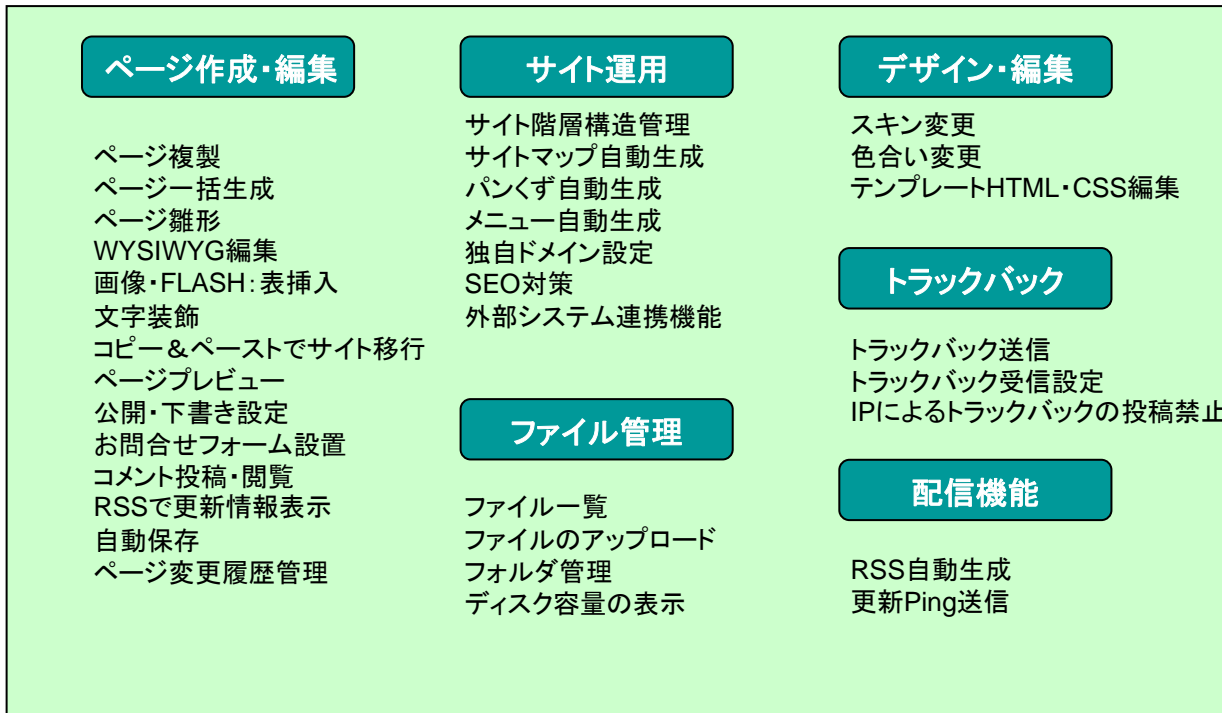 ページ作成・編集
ページ複製
ページ一括生成
ページ雛形
WYSIWYG編集
画像・FLASH：表挿入
文字装飾
コピー＆ペーストでサイト移行
ページプレビュー
公開・下書き設定
お問合せフォーム設置
コメント投稿・閲覧
RSSで更新情報表示
自動保存
ページ変更履歴管理
サイト運用
サイト階層構造管理
サイトマップ自動生成
パンくず自動生成
メニュー自動生成
独自ドメイン設定
SEO対策
外部システム連携機能
ファイル管理
ファイル一覧
ファイルのアップロード
フォルダ管理
ディスク容量の表示
デザイン・編集
スキン変更
色合い変更
テンプレートHTML・CSS編集
トラックバック
トラックバック送信
トラックバック受信設定
IPによるトラックバックの投稿禁止
配信機能
RSS自動生成
更新Ping送信